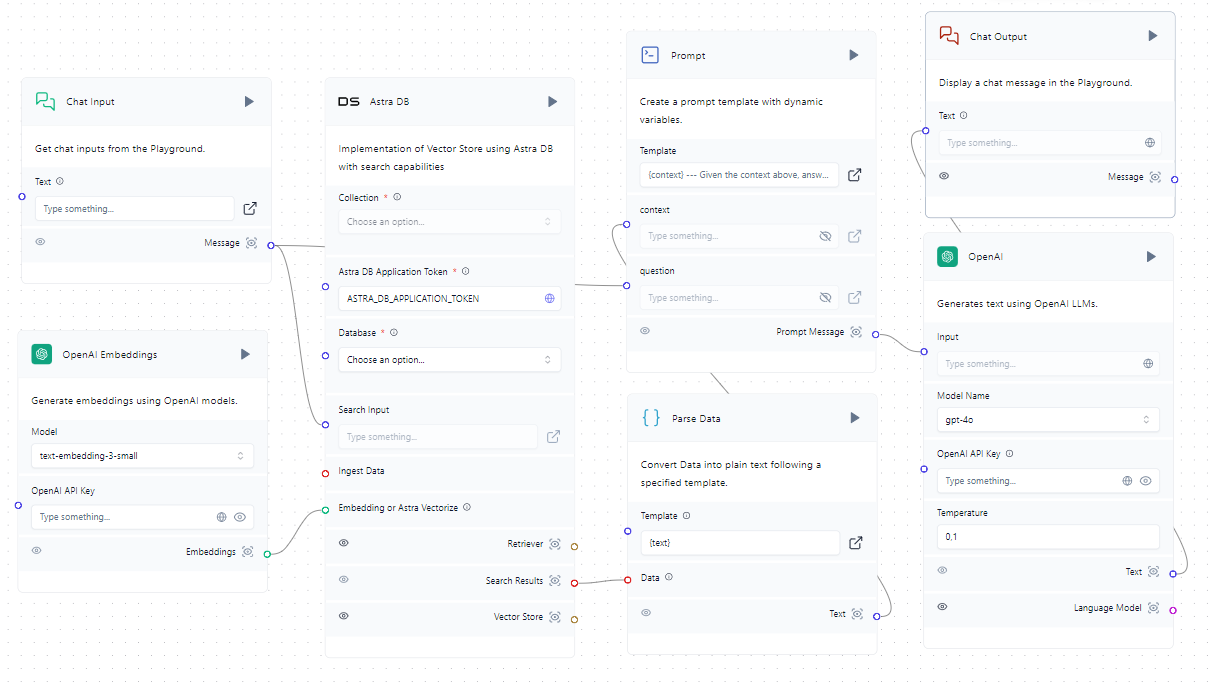 Chat Input
Get chat inputs from the Playground.
Text
Type something...
Message
OpenAI Embeddings
Generate embeddings using OpenAI models.
Model
text-embedding-3-small
OpenAI API Key
Type something...
Embeddings
DS Astra DB
Implementation of Vector Store using Astra DB
with search capabilities
Collection *
Choose an option...
Astra DB Application Token *
ASTRA_DB_APPLICATION_TOKEN
Database *
Choose an option...
Search Input
Type something...
Ingest Data
Embedding or Astra Vectorize
Retriever
Search Results
Vector Store
Prompt
Create a prompt template with dynamic
variables.
Template
{context} --- Given the context above, answ...
context
Type something...
question
Type something...
Prompt Message
Parse Data
Convert Data into plain text following a
specified template.
Template
{text}
Data
Text
Chat Output
Display a chat message in the Playground.
Text
Type something...
Message
OpenAI
Generates text using OpenAI LLMs.
Input
Type something...
Model Name
gpt-4o
OpenAI API Key
Type something...
Temperature
0,1
Text
Language Model